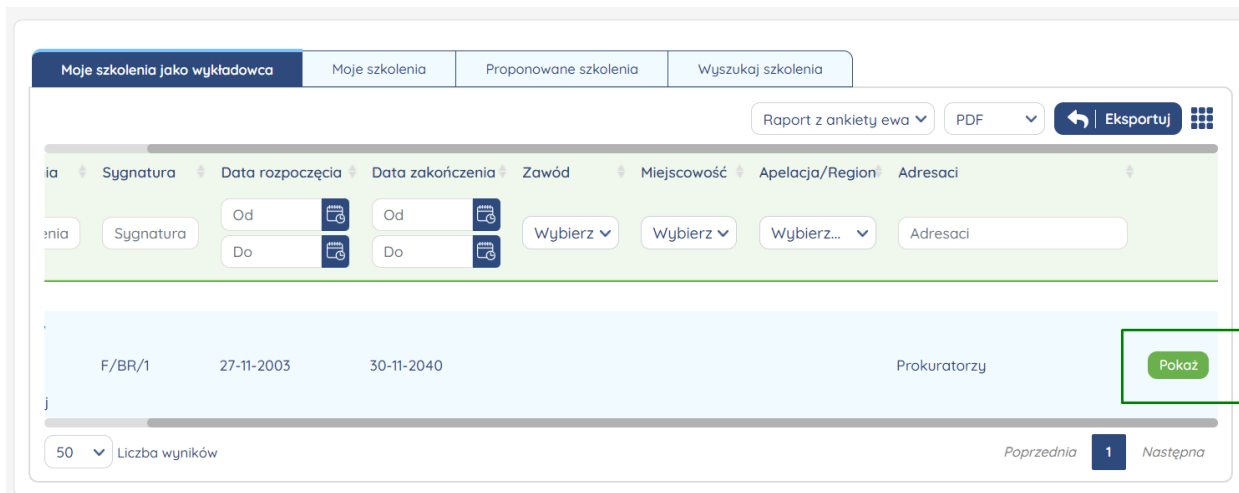 Moje szkolenia jako wykładowca Moje szkolenia Proponowane szkolenia Wyszukaj szkolenia
Raport z ankiety ewa PDF Eksportuj
ia Sygnatura Data rozpoczęcia Data zakończenia Zawód Miejscowość Apelacja/Region Adresaci
Od Od
enia Sygnatura Wybierz Wybierz Wybierz... Adresaci
Do Do
F/BR/1 27-11-2003 30-11-2040 Prokuratorzy Pokaż
j
50 Liczba wyników Poprzednia 1 Następna